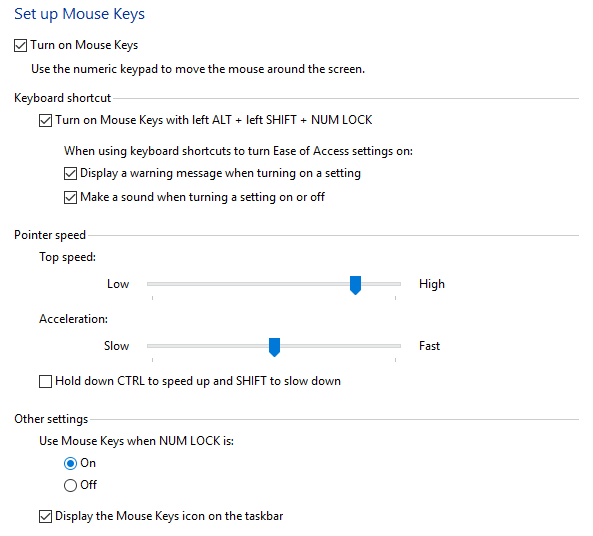 Set up Mouse Keys
Turn on Mouse Keys
Use the numeric keypad to move the mouse around the screen.
Keyboard shortcut
Turn on Mouse Keys with left ALT + left SHIFT + NUM LOCK
When using keyboard shortcuts to turn Ease of Access settings on:
Display a warning message when turning on a setting
Make a sound when turning a setting on or off
Pointer speed
Top speed:
Low High
Acceleration:
Slow Fast
Hold down CTRL to speed up and SHIFT to slow down
Other settings
Use Mouse Keys when NUM LOCK is:
On
Off
Display the Mouse Keys icon on the taskbar